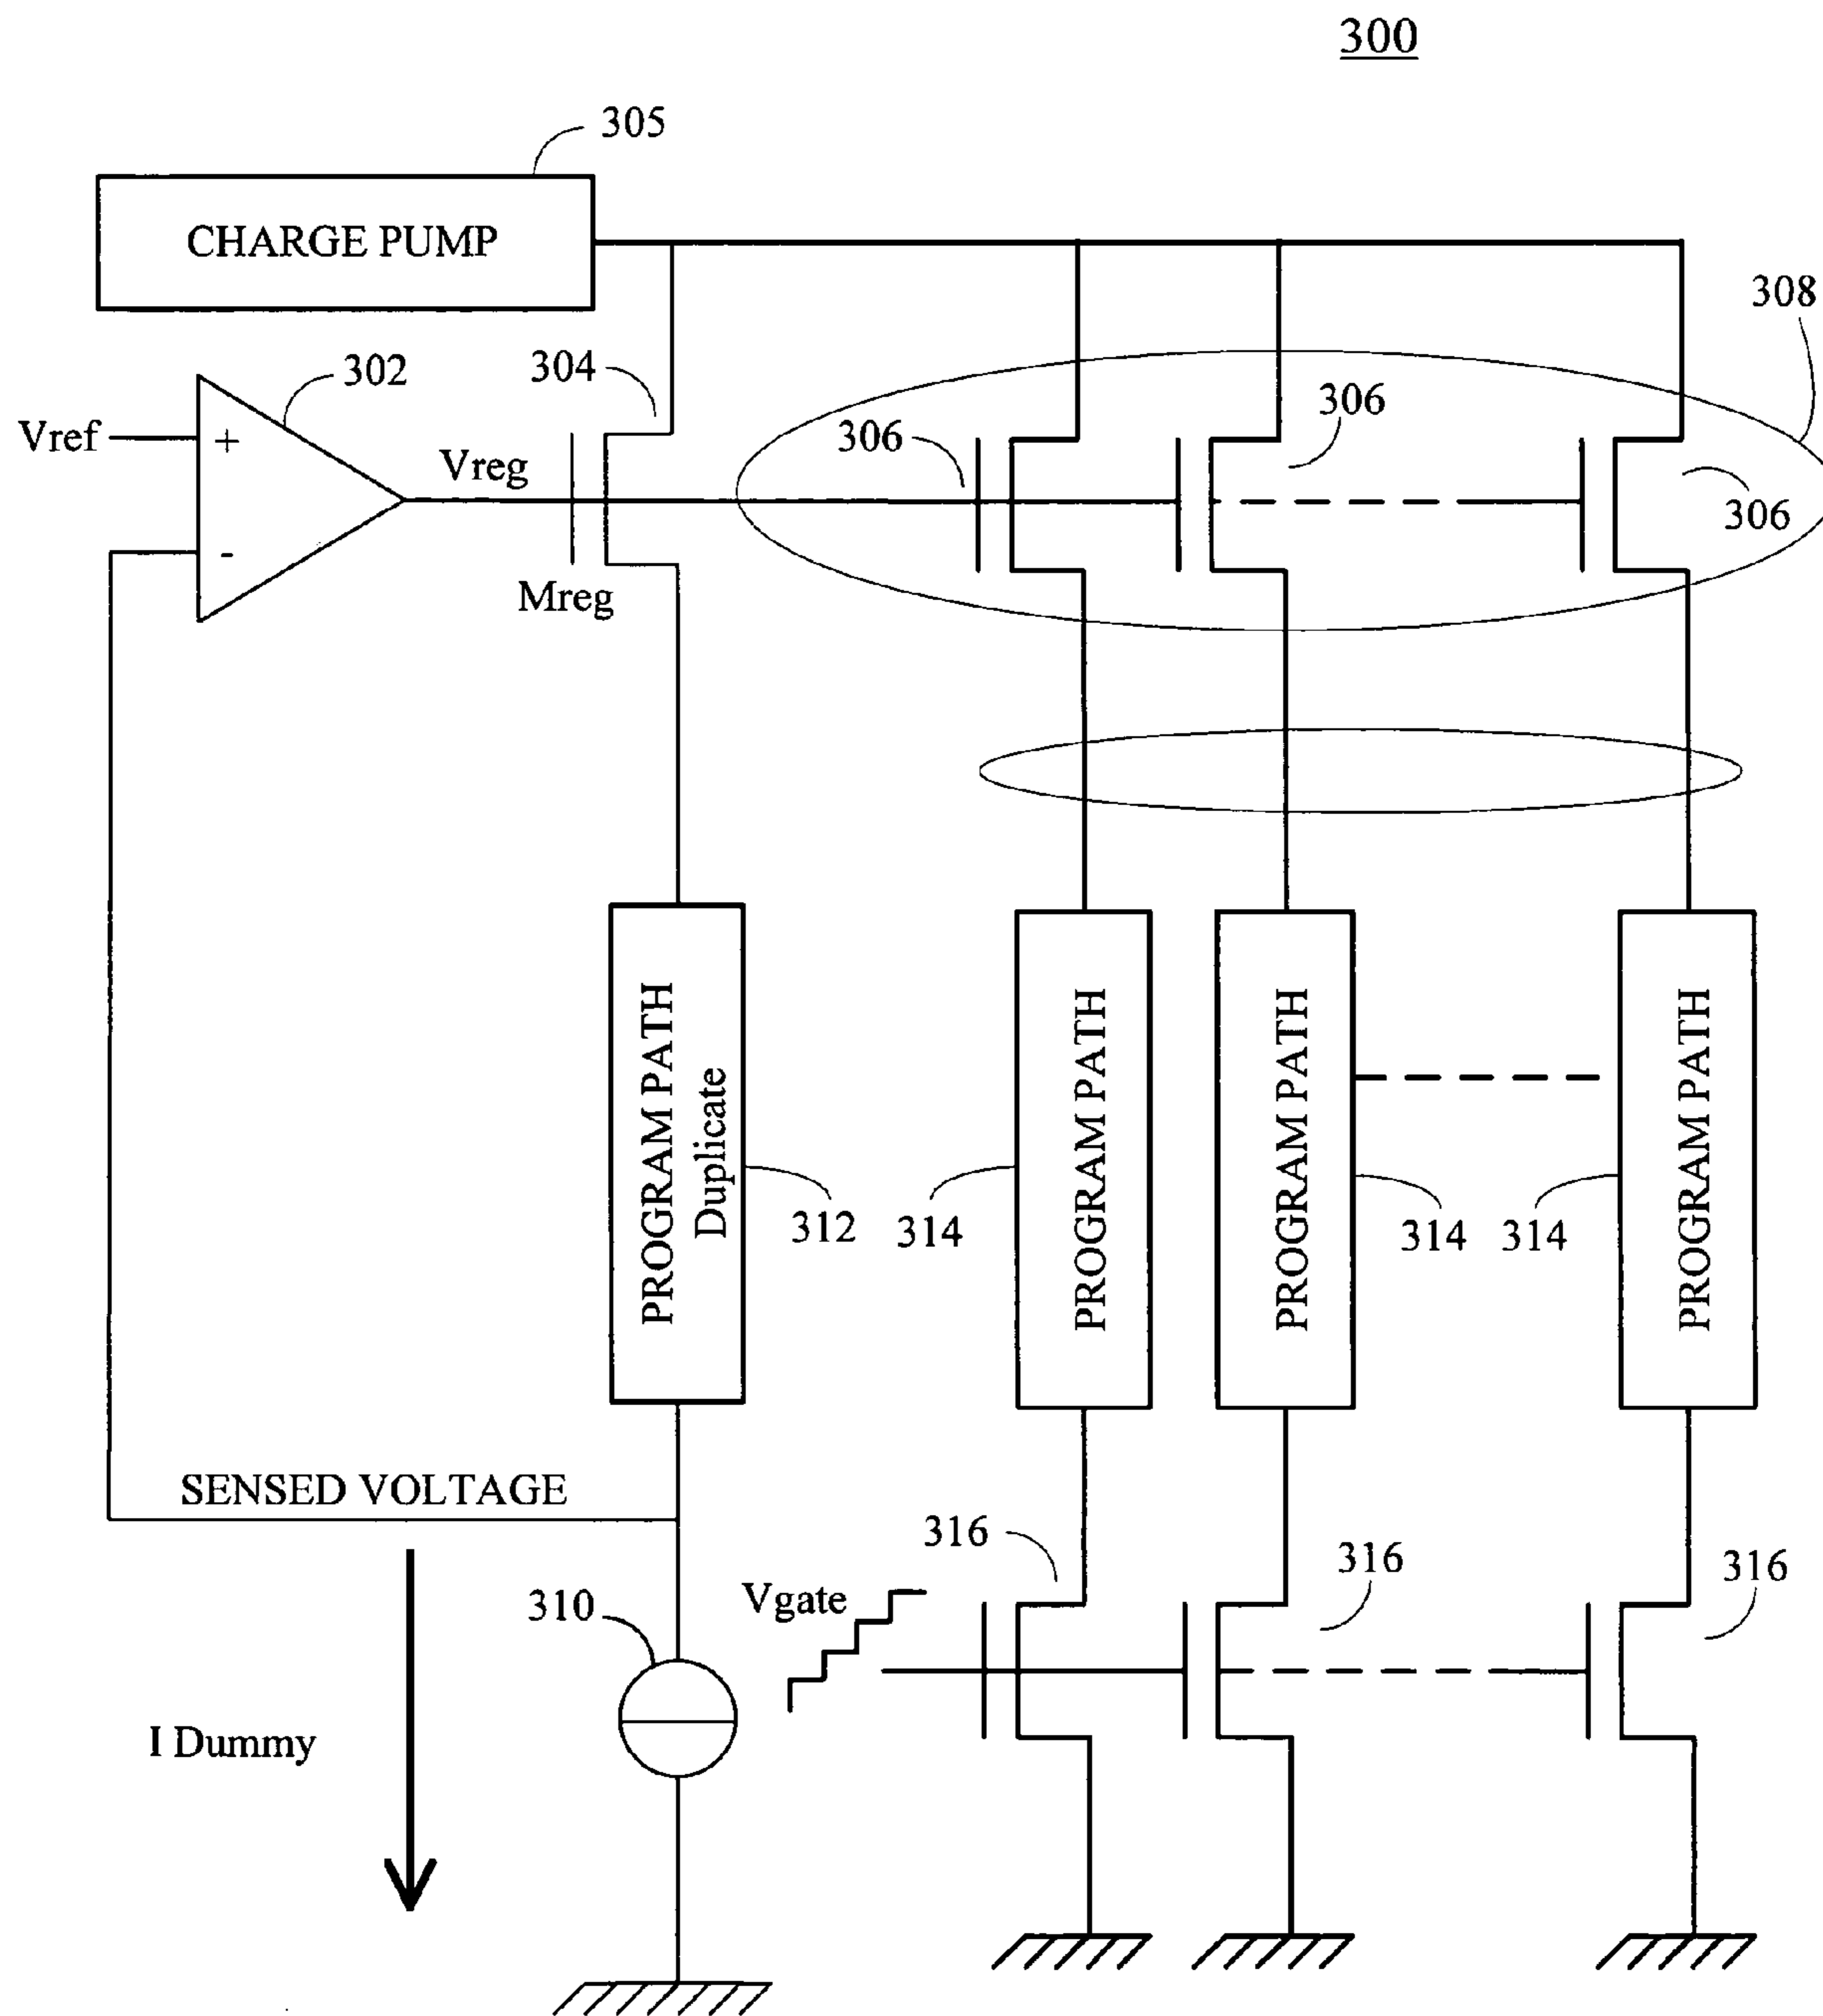 300
305
CHARGE PUMP
308
302
304
306
306
Vref
+
Vreg
306
-
Mreg
PROGRAM PATH
Duplicate
PROGRAM PATH
PROGRAM PATH
PROGRAM PATH
312
314
314
314
SENSED VOLTAGE
316
316
316
310
Vgate
I Dummy